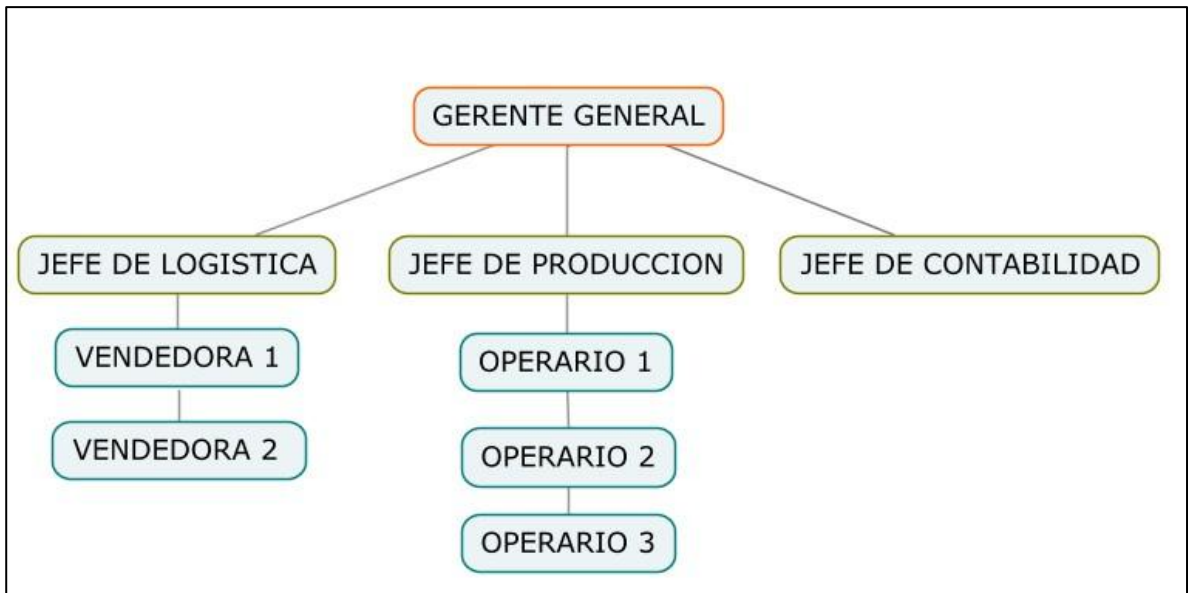 GERENTE GENERAL
JEFE DE LOGISTICA
JEFE DE PRODUCCION
JEFE DE CONTABILIDAD
VENDEDORA 1
OPERARIO 1
VENDEDORA 2
OPERARIO 2
OPERARIO 3